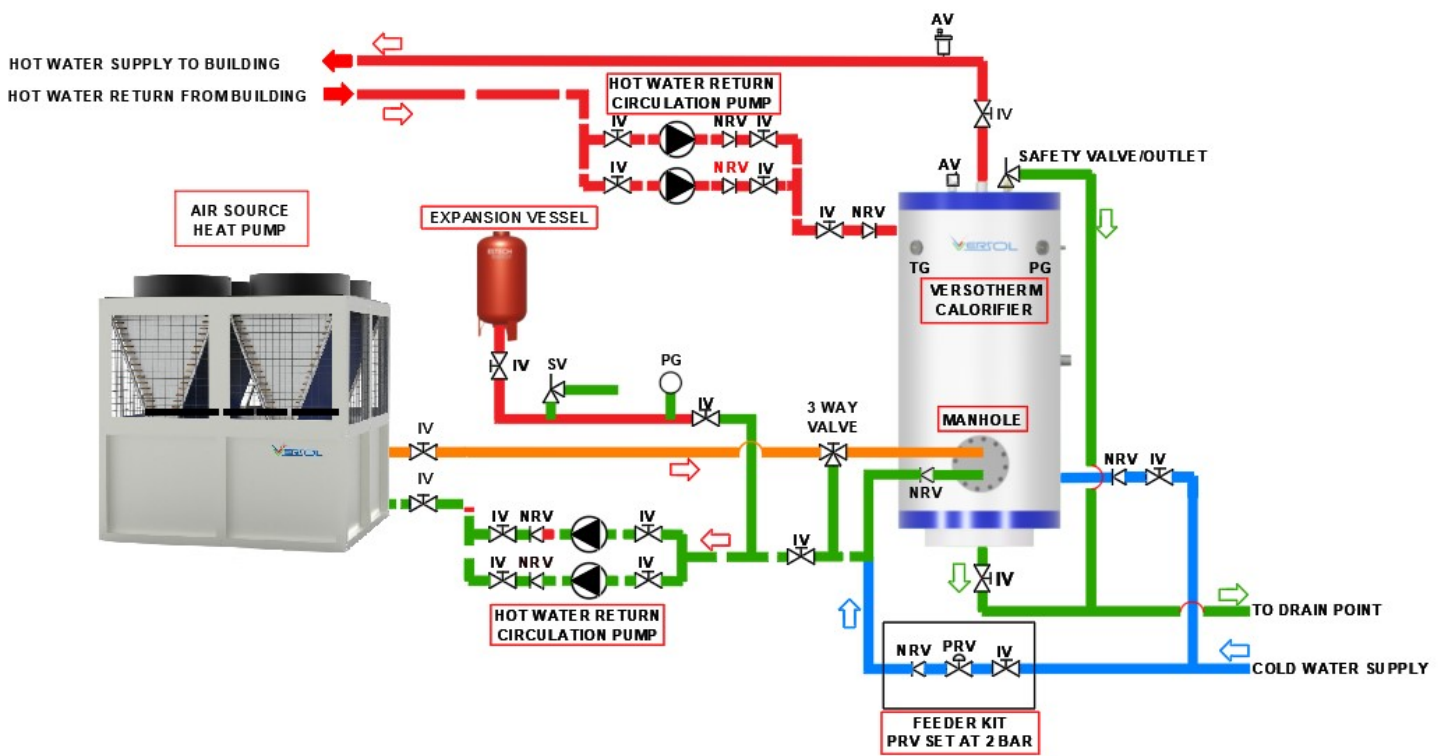 AV
HOT WATER SUPPLY TO BUILDING
HOT WATER RETURN FROM BUILDING
HOT WATER RETURN
CIRCULATION PUMP
IV
NRV
IV
IV
IV
NRV
IV
SAFETY VALVE/OUTLET
AV
AIR SOURCE
HEAT PUMP
EXPANSION VESSEL
IV
NRV
VERSOL
TG
PG
VERSOTHERM
CALORIFIER
IV
SV
PG
IV
3 WAY
VALVE
MANHOLE
IV
VERSOL
IV
NRV
NRV
IV
IV
NRV
IV
IV
IV
NRV
IV
IV
HOT WATER RETURN
CIRCULATION PUMP
TO DRAIN POINT
NRV
PRV
IV
COLD WATER SUPPLY
FEEDER KIT
PRV SET AT 2 BAR